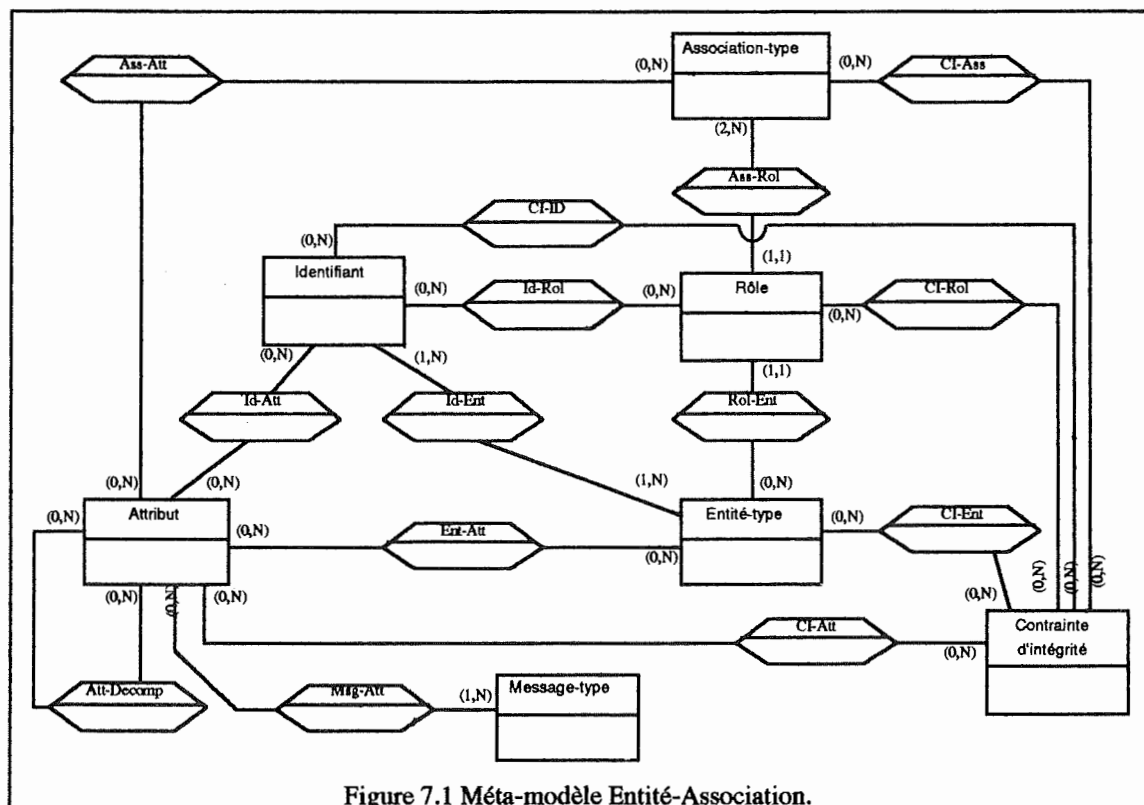 Ass-Att
(0,N)
Association-type
(0,N)
CI-Ass
(2,N)
Ass-Rol
CI-ID
(0,N)
(1,1)
Identifiant
(0,N)
Id-Rol
(0,N)
Rôle
(0,N)
CI-Rol
(0,N)
(1,N)
(1,1)
Id-Att
Id-Ent
Rol-Ent
(0,N)
(0,N)
(1,N)
(0,N)
(0,N)
Attribut
(0,N)
Ent-Att
(0,N)
Entité-type
(0,N)
CI-Ent
(0,N)
(0,N)
(0,N)
(0,N)
(0,N)
(0,N)
(0,N)
CI-Att
(0,N)
Contrainte
d'intégrité
Att-Decomp
Msg-Att
(1,N)
Message-type
Figure 7.1 Méta-modèle Entité-Association.